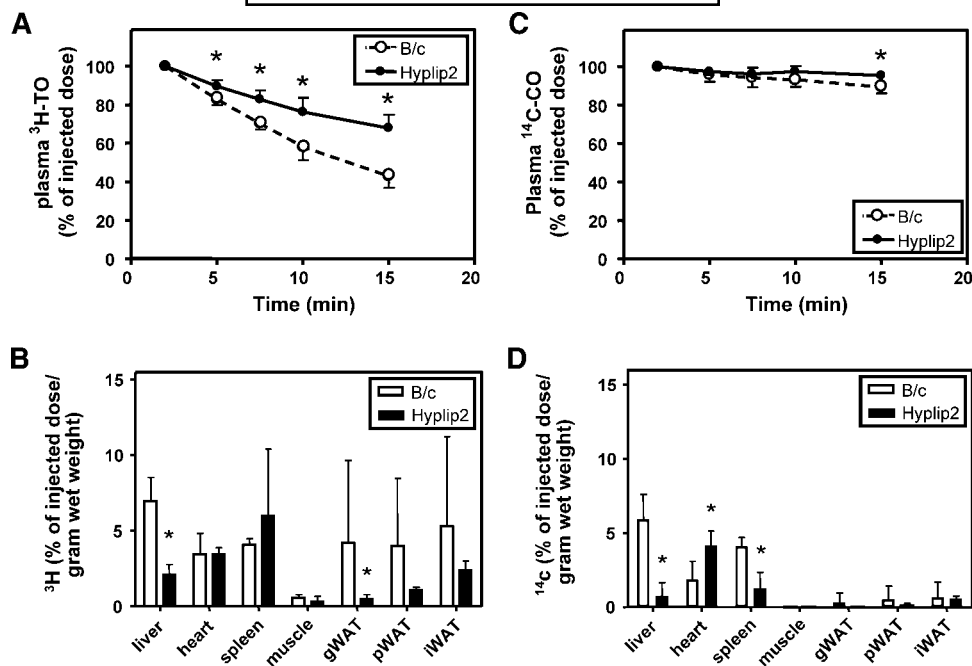 A
plasma ³H-TO
(% of injected dose)
100
80
60
40
20
0
* * * *
B/c
Hyplip2
0 5 10 15 20
Time (min)
C
Plasma ¹⁴C-CO
(% of injected dose)
100
80
60
40
20
0
*
B/c
Hyplip2
0 5 10 15 20
Time (min)
B
³H (% of injected dose/
gram wet weight)
15
10
5
0
B/c
Hyplip2
* *
liver heart spleen muscle gWAT pWAT iWAT
D
¹⁴c (% of injected dose/
gram wet weight)
15
10
5
0
B/c
Hyplip2
* * *
liver heart spleen muscle gWAT pWAT iWAT